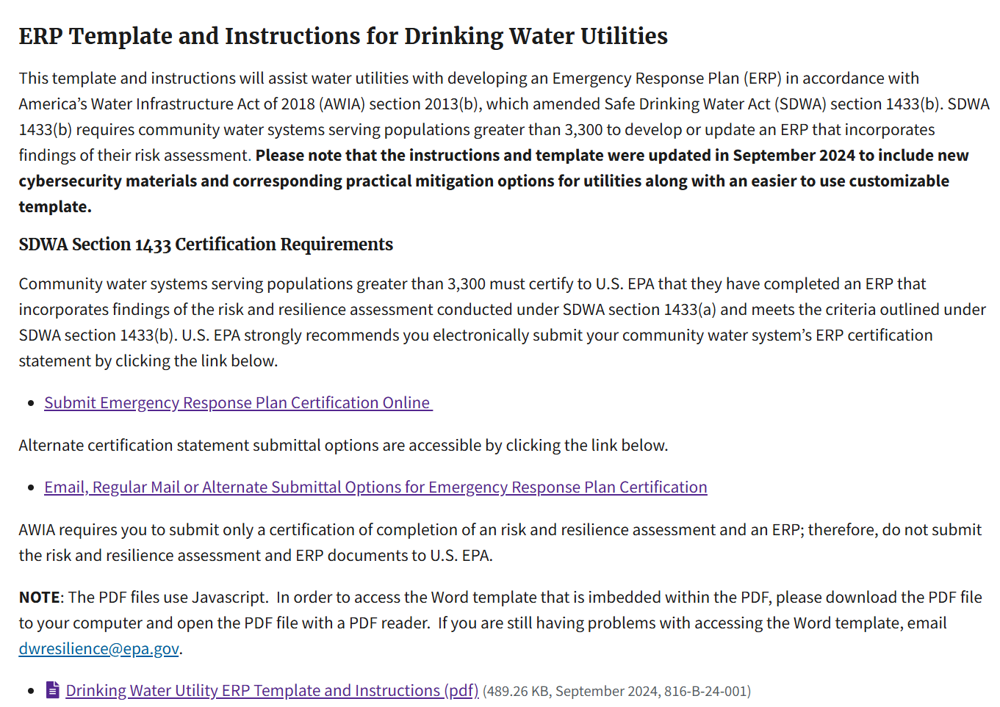 ERP Template and Instructions for Drinking Water Utilities
This template and instructions will assist water utilities with developing an Emergency Response Plan (ERP) in accordance with
America’s Water Infrastructure Act of 2018 (AWIA) section 2013(b), which amended Safe Drinking Water Act (SDWA) section 1433(b). SDWA
1433(b) requires community water systems serving populations greater than 3,300 to develop or update an ERP that incorporates
findings of their risk assessment. Please note that the instructions and template were updated in September 2024 to include new
cybersecurity materials and corresponding practical mitigation options for utilities along with an easier to use customizable
template.
SDWA Section 1433 Certification Requirements
Community water systems serving populations greater than 3,300 must certify to U.S. EPA that they have completed an ERP that
incorporates findings of the risk and resilience assessment conducted under SDWA section 1433(a) and meets the criteria outlined under
SDWA section 1433(b). U.S. EPA strongly recommends you electronically submit your community water system’s ERP certification
statement by clicking the link below.
• Submit Emergency Response Plan Certification Online
Alternate certification statement submittal options are accessible by clicking the link below.
• Email, Regular Mail or Alternate Submittal Options for Emergency Response Plan Certification
AWIA requires you to submit only a certification of completion of an risk and resilience assessment and an ERP; therefore, do not submit
the risk and resilience assessment and ERP documents to U.S. EPA.
NOTE: The PDF files use Javascript.  In order to access the Word template that is imbedded within the PDF, please download the PDF file
to your computer and open the PDF file with a PDF reader.  If you are still having problems with accessing the Word template, email
dwresilience@epa.gov.
• Drinking Water Utility ERP Template and Instructions (pdf) (489.26 KB, September 2024, 816-B-24-001)